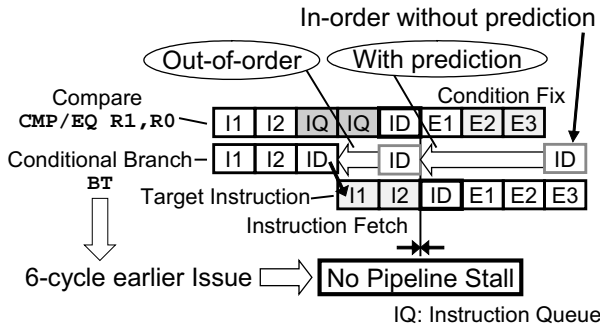 In-order without prediction
Out-of-order
With prediction
Compare
Condition Fix
CMP/EQ R1,R0
I1 I2 IQ IQ ID E1 E2 E3
Conditional Branch
I1 I2 ID ID ID
BT
Target Instruction
I1 I2 ID E1 E2 E3
Instruction Fetch
6-cycle earlier Issue
No Pipeline Stall
IQ: Instruction Queue